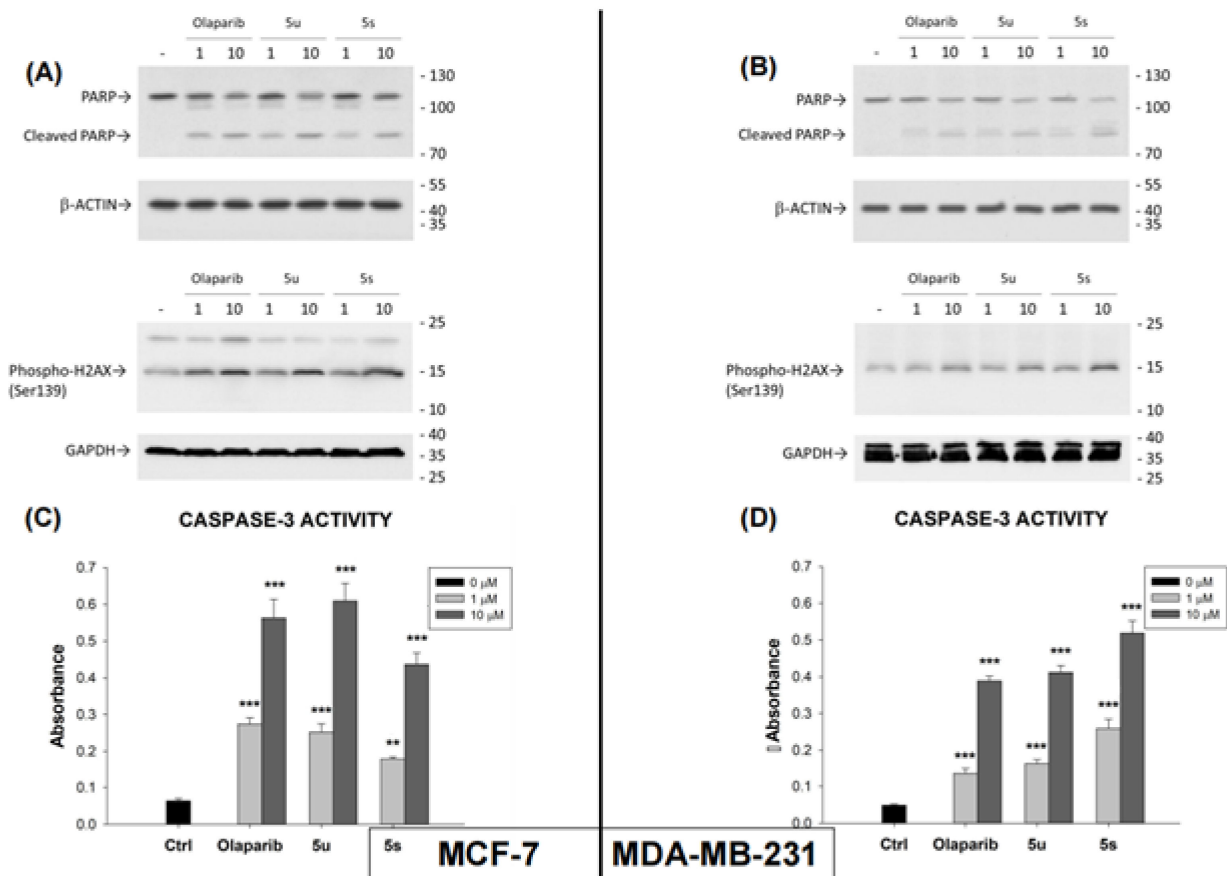 (A)
Olaparib 5u 5s
- 1 10 1 10 1 10
PARP→
Cleaved PARP→
- 130
- 100
- 70
β-ACTIN→
- 55
- 40
- 35
Olaparib 5u 5s
- 1 10 1 10 1 10
Phospho-H2AX→
(Ser139)
- 25
- 15
- 10
GAPDH→
- 40
- 35
- 25
(B)
Olaparib 5u 5s
- 1 10 1 10 1 10
PARP→
Cleaved PARP→
- 130
- 100
- 70
β-ACTIN→
- 55
- 40
- 35
Olaparib 5u 5s
- 1 10 1 10 1 10
Phospho-H2AX→
(Ser139)
- 25
- 15
- 10
GAPDH→
- 40
- 35
- 25
(C)
CASPASE-3 ACTIVITY
Absorbance
0.7
0.6
0.5
0.4
0.3
0.2
0.1
0.0
*** *** *** *** ** ***
0 µM
1 µM
10 µM
Ctrl Olaparib 5u 5s
MCF-7
(D)
CASPASE-3 ACTIVITY
▯ Absorbance
0.7
0.6
0.5
0.4
0.3
0.2
0.1
0.0
*** *** *** *** *** ***
0 µM
1 µM
10 µM
Ctrl Olaparib 5u 5s
MDA-MB-231